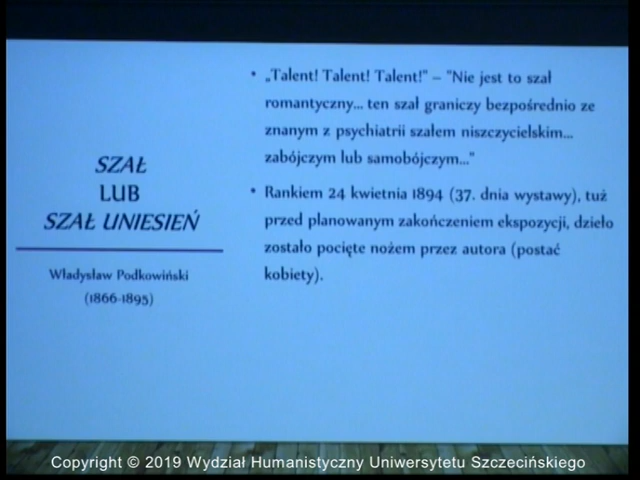 SZAŁ
LUB
SZAŁ UNIESIEŃ
Władysław Podkowiński
(1866-1895)
• „Talent! Talent! Talent!" – "Nie jest to szał
romantyczny... ten szał graniczy bezpośrednio ze
znanym z psychiatrii szałem niszczycielskim...
zabójczym lub samobójczym..."
• Rankiem 24 kwietnia 1894 (37. dnia wystawy), tuż
przed planowanym zakończeniem ekspozycji, dzieło
zostało pocięte nożem przez autora (postać
kobiety).
Copyright © 2019 Wydział Humanistyczny Uniwersytetu Szczecińskiego